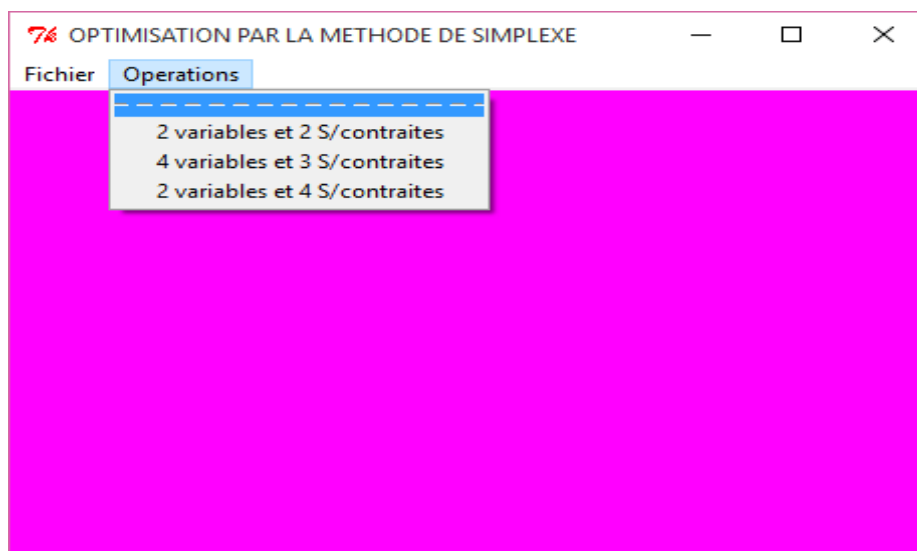 OPTIMISATION PAR LA METHODE DE SIMPLEXE
Fichier Operations
2 variables et 2 S/contraites
4 variables et 3 S/contraites
2 variables et 4 S/contraites